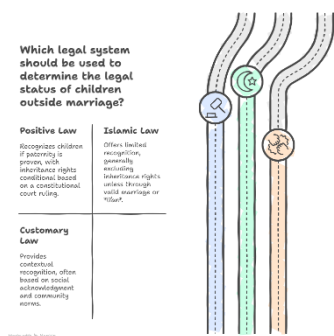 Which legal system
should be used to
determine the legal
status of children
outside marriage?
Positive Law
Recognizes children
if paternity is
proven, with
inheritance rights
conditional based
on a constitutional
court ruling.
Islamic Law
Offers limited
recognition,
generally
excluding
inheritance rights
unless through
valid marriage or
Customary
Law
Provides
contextual
recognition, often
based on social
acknowledgment
and community
norms.